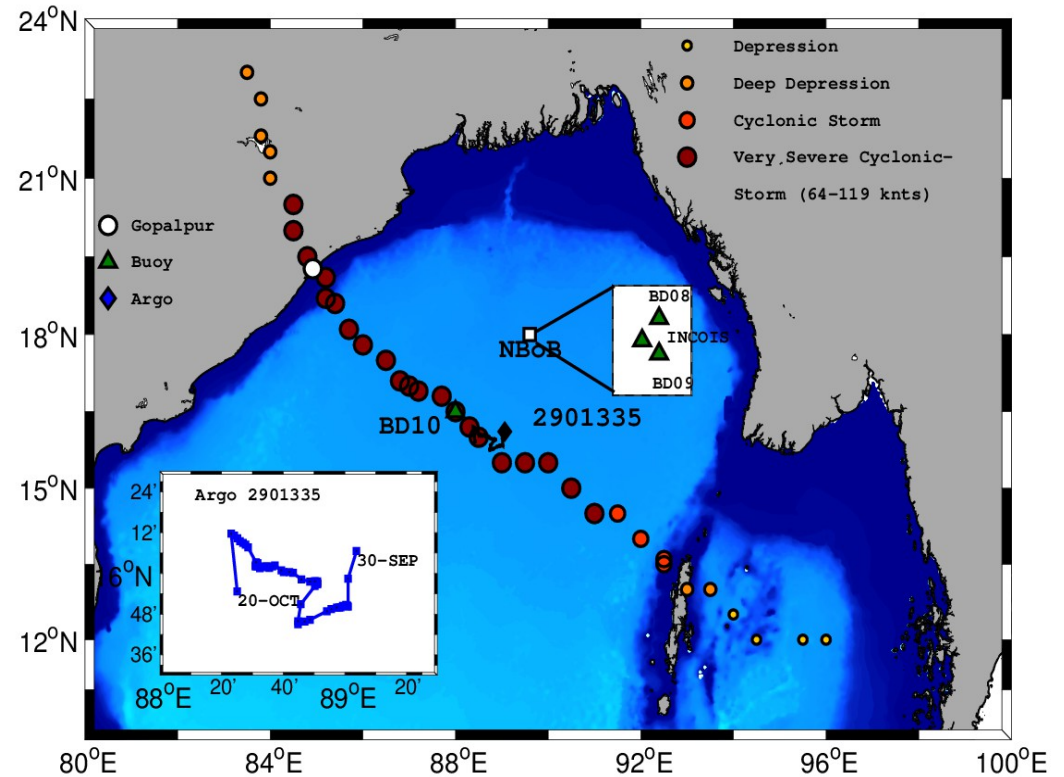 24°N
Depression
Deep Depression
Cyclonic Storm
Very,Severe Cyclonic-
Storm (64-119 knts)
21°N
Gopalpur
Buoy
Argo
BD08
INCOIS
BD09
18°N
NBoB
BD10
2901335
15°N
24'
Argo 2901335
12'
30-SEP
16°N
20-OCT
48'
12°N
36'
88°E
20'
40'
89°E
20'
80°E
84°E
88°E
92°E
96°E
100°E